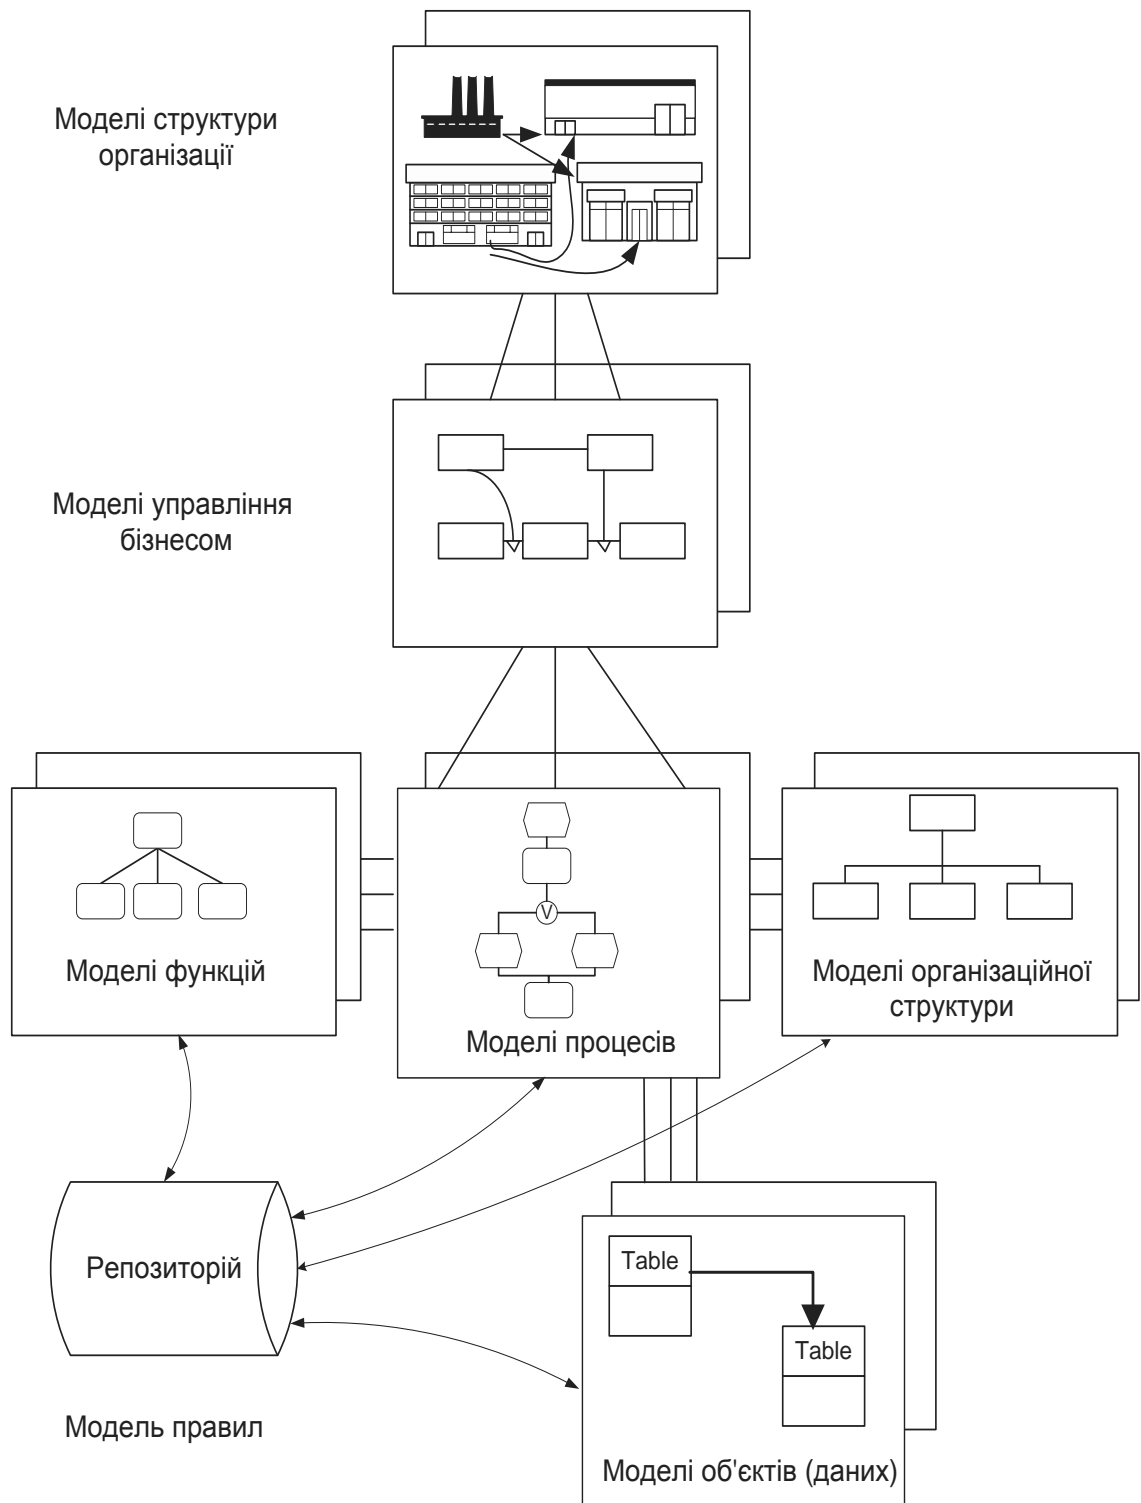 Моделі структури
організації
Моделі управління
бізнесом
Моделі функцій
V
Моделі процесів
Моделі організаційної
структури
Репозиторій
Table
Table
Модель правил
Моделі об'єктів (даних)